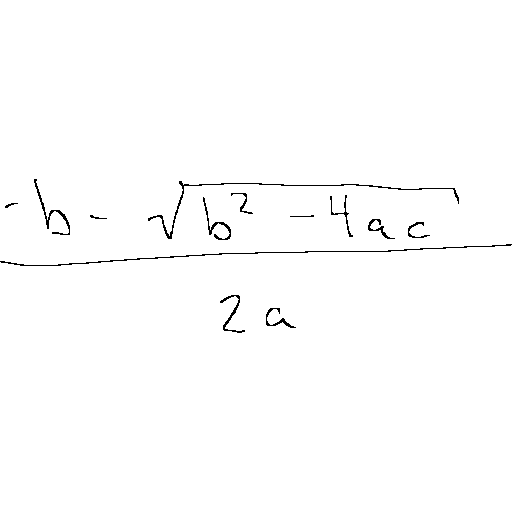 -b - √(b² - 4ac)
2a